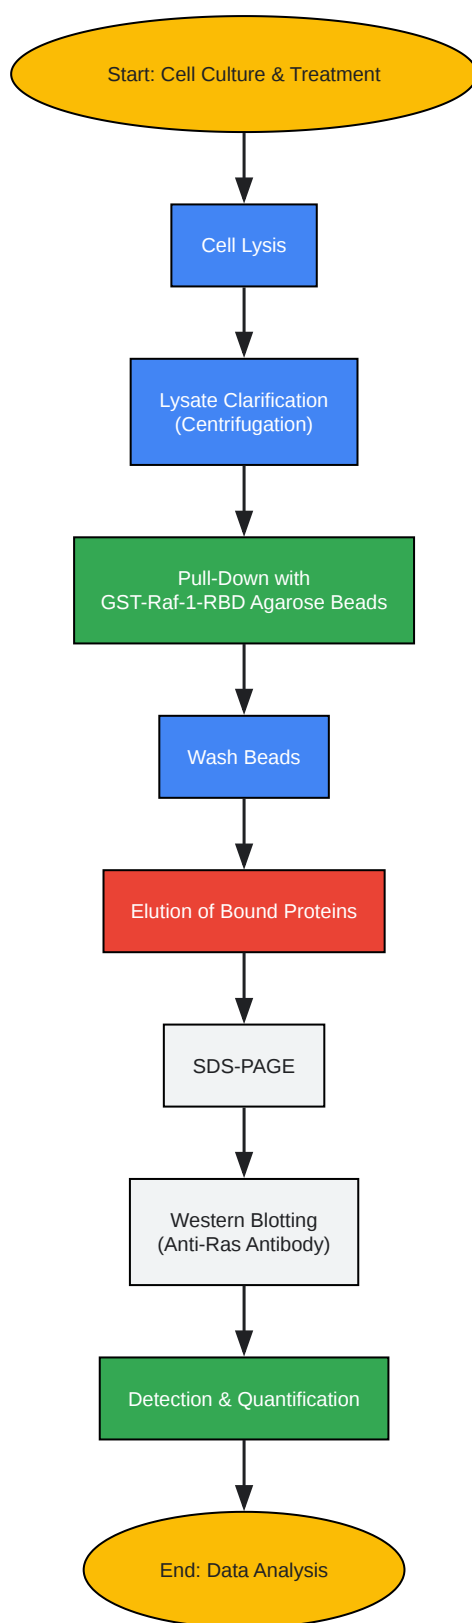 Start: Cell Culture & Treatment
Cell Lysis
Lysate Clarification
(Centrifugation)
Pull-Down with
GST-Raf-1-RBD Agarose Beads
Wash Beads
Elution of Bound Proteins
SDS-PAGE
Western Blotting
(Anti-Ras Antibody)
Detection & Quantification
End: Data Analysis